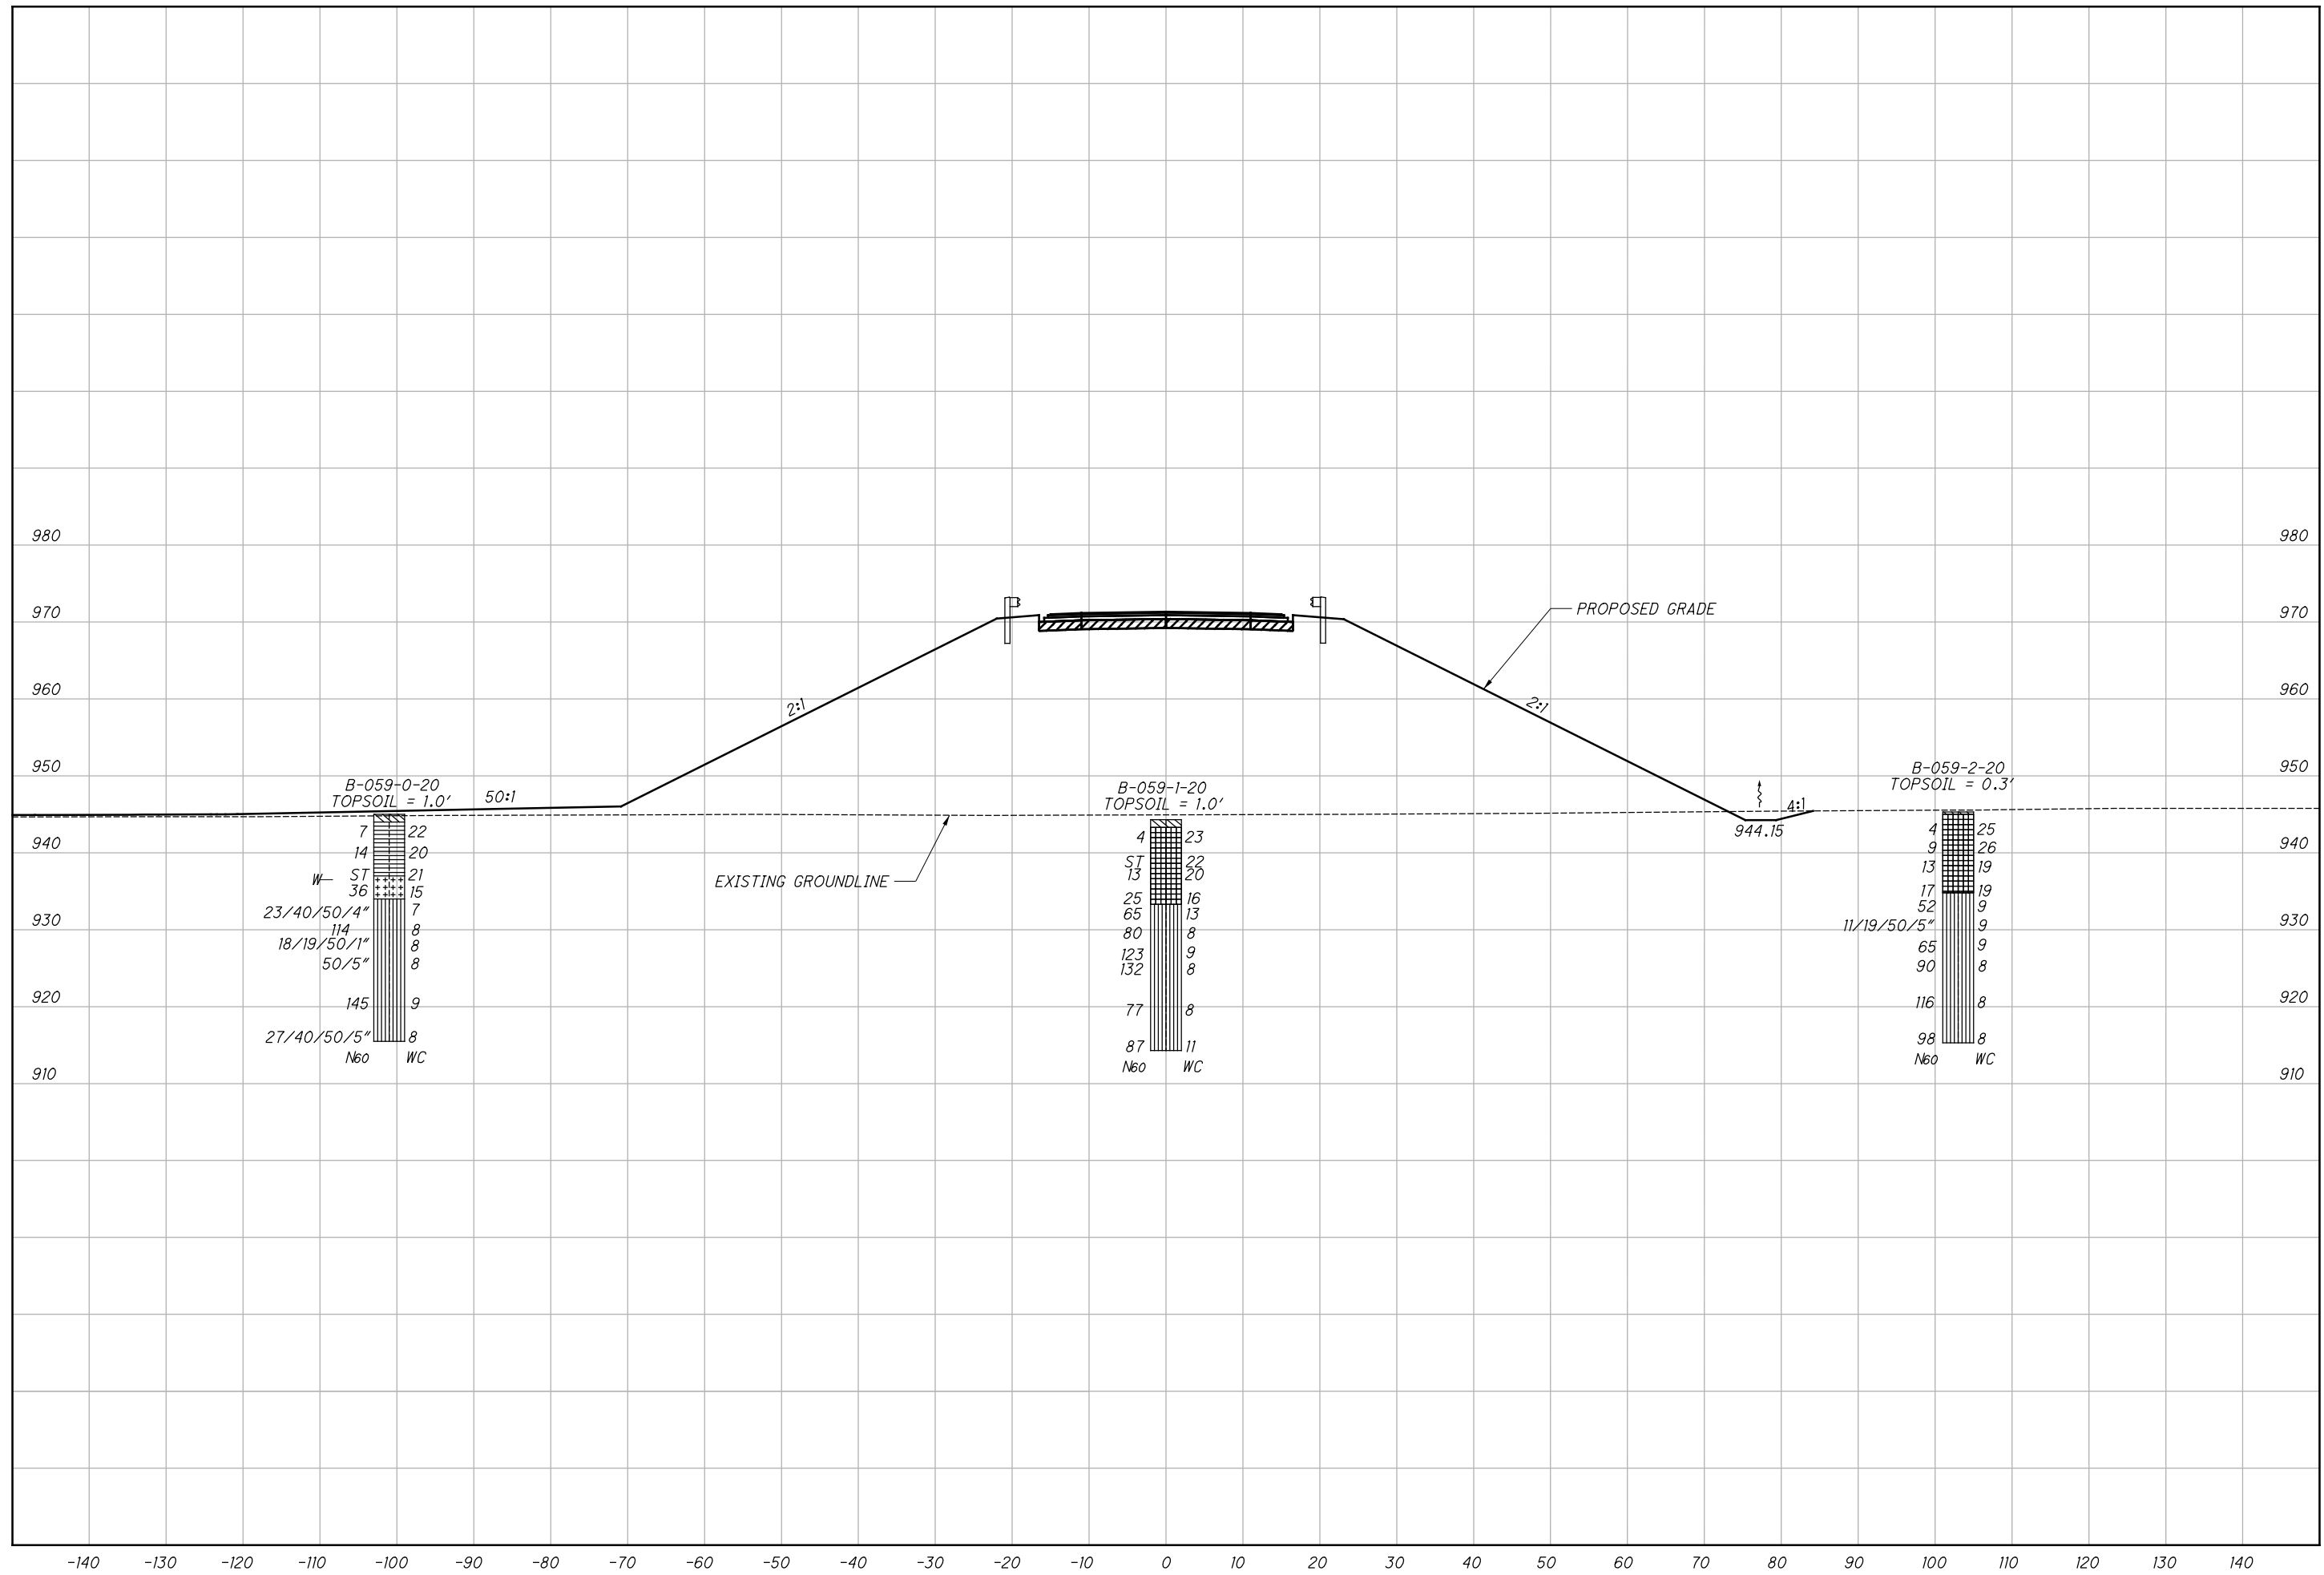 980 980
970 970
PROPOSED GRADE
960 960
2:1 2:1
950 950
B-059-2-20
TOPSOIL = 0.3'
B-059-0-20
TOPSOIL = 1.0'
50:1
B-059-1-20
TOPSOIL = 1.0'
4:1
944.15
940 940
EXISTING GROUNDLINE
930 930
920 920
910 910
7 22
14 20
ST 21
W
36 15
23/40/50/4" 7
114 8
18/19/50/1" 8
50/5" 8
145 9
27/40/50/5" 8
N60 WC
4 23
ST 22
13 20
25 16
65 13
80 8
123 9
132 8
77 8
87 11
N60 WC
4 25
9 26
13 19
17 19
52 9
11/19/50/5" 9
65 9
90 8
116 8
98 8
N60 WC
-140 -130 -120 -110 -100 -90 -80 -70 -60 -50 -40 -30 -20 -10 0 10 20 30 40 50 60 70 80 90 100 110 120 130 140